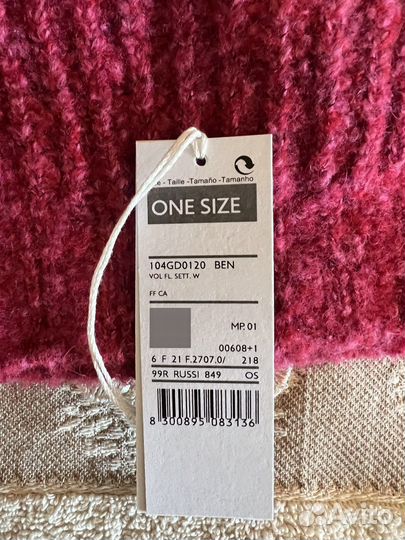 - Taille - Tamaño - Tamanho
ONE SIZE
104GD0120 BEN
VOL FL. SETT. W
FF CA
MP. 01
00608+1
6 F 21 F.2707.0/ 218
99R RUSSI 849 OS
8 300895 083136
Avito